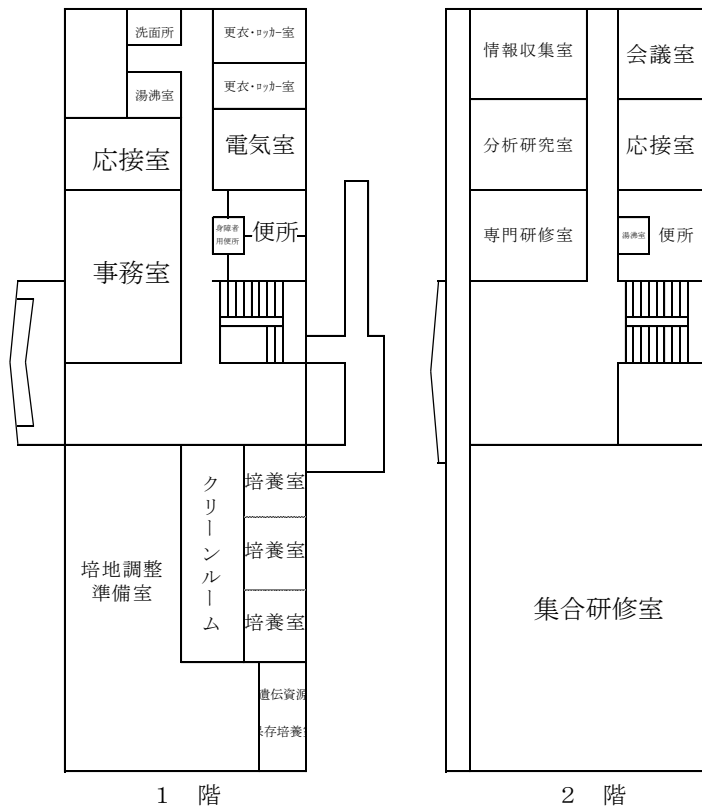 洗面所
更衣・ロッカー室
湯沸室
更衣・ロッカー室
応接室
電気室
身障者
用便所
便所
事務室
クリーンルーム
培養室
培養室
培養室
培地調整
準備室
遺伝資源
保存培養室
1 階
情報収集室
会議室
分析研究室
応接室
専門研修室
湯沸室
便所
集合研修室
2 階